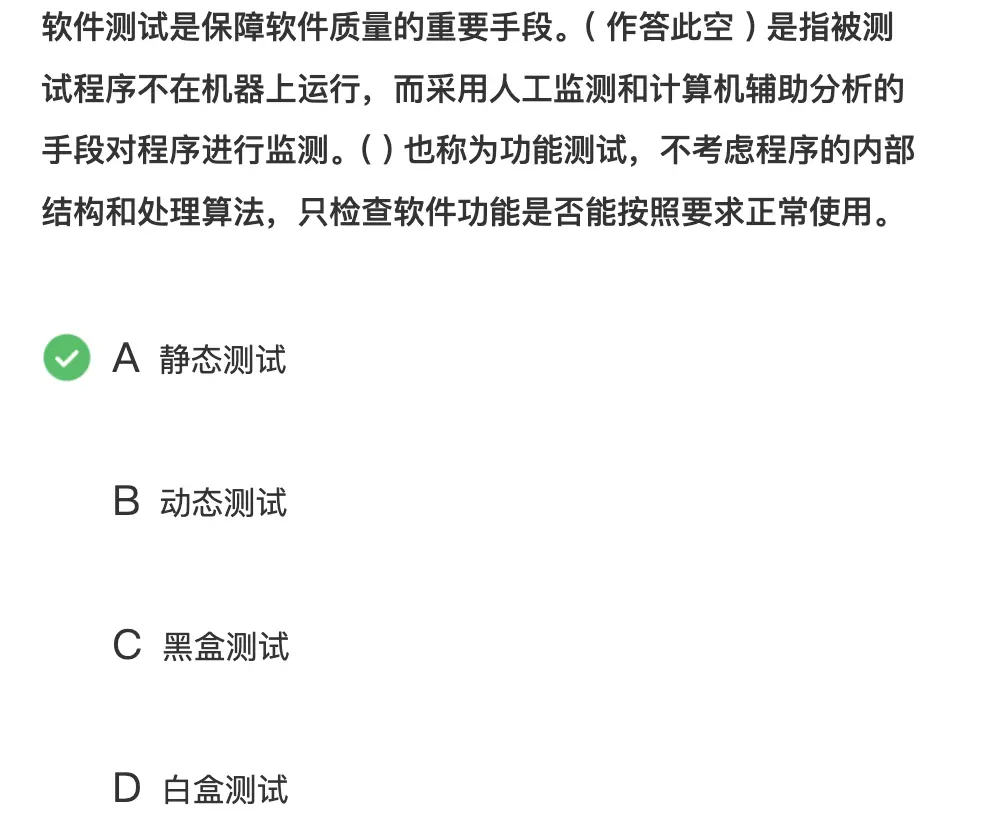 软件测试是保障软件质量的重要手段。( 作答此空 ) 是指被测
试程序不在机器上运行，而采用人工监测和计算机辅助分析的
手段对程序进行监测。( ) 也称为功能测试，不考虑程序的内部
结构和处理算法，只检查软件功能是否能按照要求正常使用。
A 静态测试
B 动态测试
C 黑盒测试
D 白盒测试